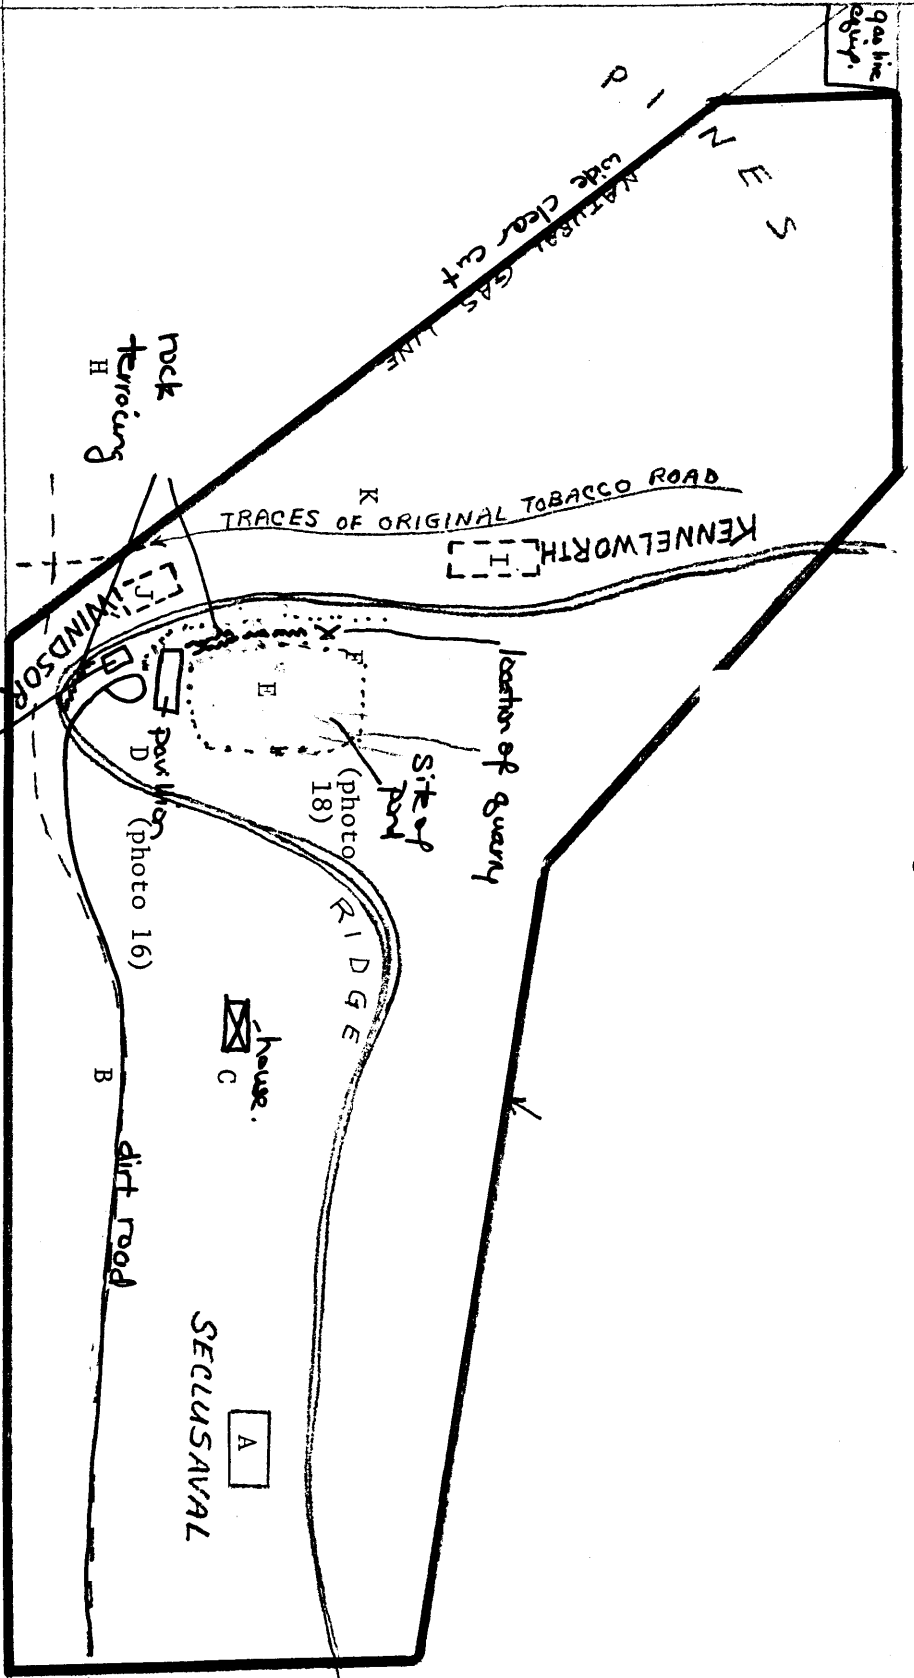 gas line
equip.
PINES
wide clear cut
NATURAL GAS LINE
rock
terracing
H
K
TRACES OF ORIGINAL TOBACCO ROAD
KENNELWORTH
I
J
WINDSOR
location of quarry
F
E
Site of
pond
(photo
18)
pavilion
D
(photo 16)
RIDGE
house.
C
B
dirt road
SECLUSAVAL
A